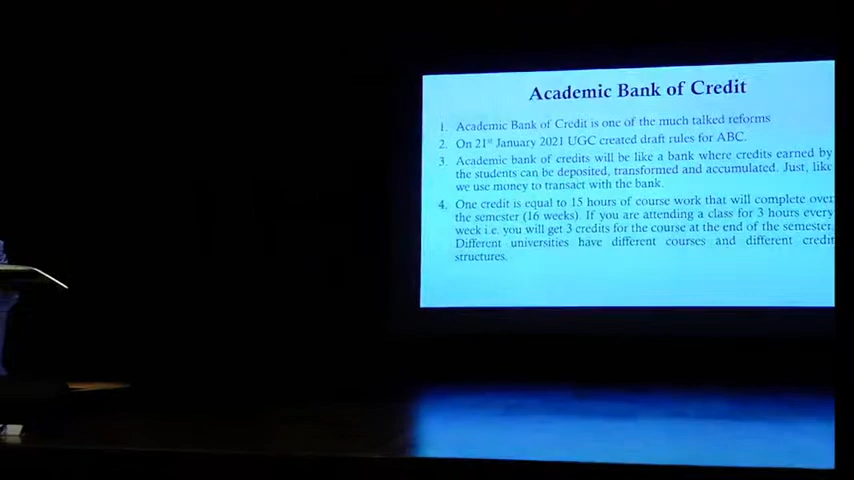 Academic Bank of Credit
1. Academic Bank of Credit is one of the much talked reforms
2. On 21st January 2021 UGC created draft rules for ABC.
3. Academic bank of credits will be like a bank where credits earned by
the students can be deposited, transformed and accumulated. Just, like
we use money to transact with the bank.
4. One credit is equal to 15 hours of course work that will complete over
the semester (16 weeks). If you are attending a class for 3 hours every
week i.e. you will get 3 credits for the course at the end of the semester.
Different universities have different courses and different credit
structures.